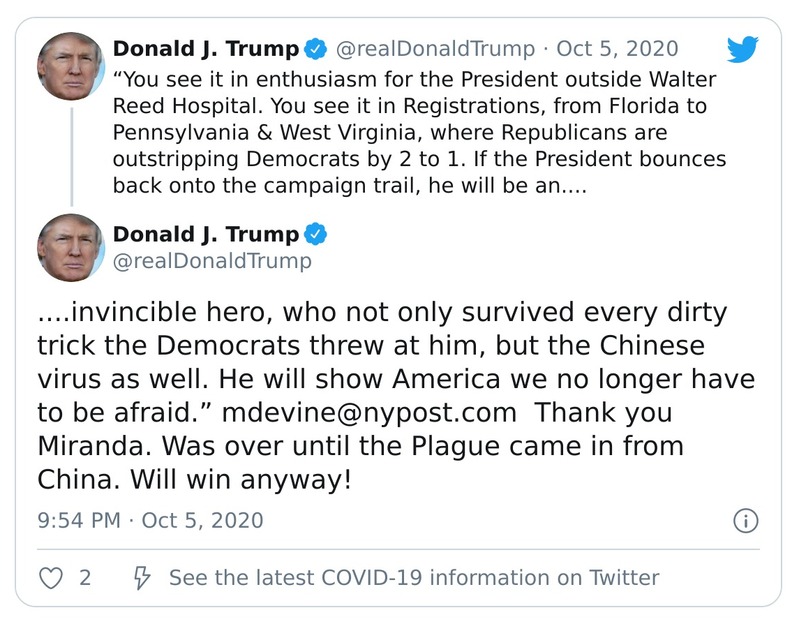 Donald J. Trump @realDonaldTrump · Oct 5, 2020
“You see it in enthusiasm for the President outside Walter
Reed Hospital. You see it in Registrations, from Florida to
Pennsylvania & West Virginia, where Republicans are
outstripping Democrats by 2 to 1. If the President bounces
back onto the campaign trail, he will be an....
Donald J. Trump
@realDonaldTrump
....invincible hero, who not only survived every dirty
trick the Democrats threw at him, but the Chinese
virus as well. He will show America we no longer have
to be afraid.” mdevine@nypost.com  Thank you
Miranda. Was over until the Plague came in from
China. Will win anyway!
9:54 PM · Oct 5, 2020
2 See the latest COVID-19 information on Twitter